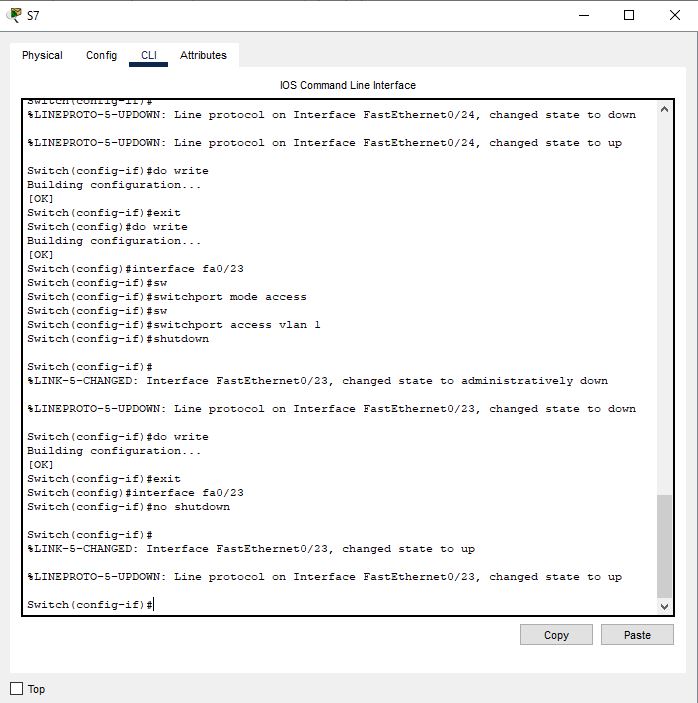 S7
Physical Config CLI Attributes
IOS Command Line Interface
Switch(config-if)#
%LINEPROTO-5-UPDOWN: Line protocol on Interface FastEthernet0/24, changed state to down
%LINEPROTO-5-UPDOWN: Line protocol on Interface FastEthernet0/24, changed state to up
Switch(config-if)#do write
Building configuration...
[OK]
Switch(config-if)#exit
Switch(config)#do write
Building configuration...
[OK]
Switch(config)#interface fa0/23
Switch(config-if)#sw
Switch(config-if)#switchport mode access
Switch(config-if)#sw
Switch(config-if)#switchport access vlan 1
Switch(config-if)#shutdown
Switch(config-if)#
%LINK-5-CHANGED: Interface FastEthernet0/23, changed state to administratively down
%LINEPROTO-5-UPDOWN: Line protocol on Interface FastEthernet0/23, changed state to down
Switch(config-if)#do write
Building configuration...
[OK]
Switch(config-if)#exit
Switch(config)#interface fa0/23
Switch(config-if)#no shutdown
Switch(config-if)#
%LINK-5-CHANGED: Interface FastEthernet0/23, changed state to up
%LINEPROTO-5-UPDOWN: Line protocol on Interface FastEthernet0/23, changed state to up
Switch(config-if)#
Copy Paste
Top